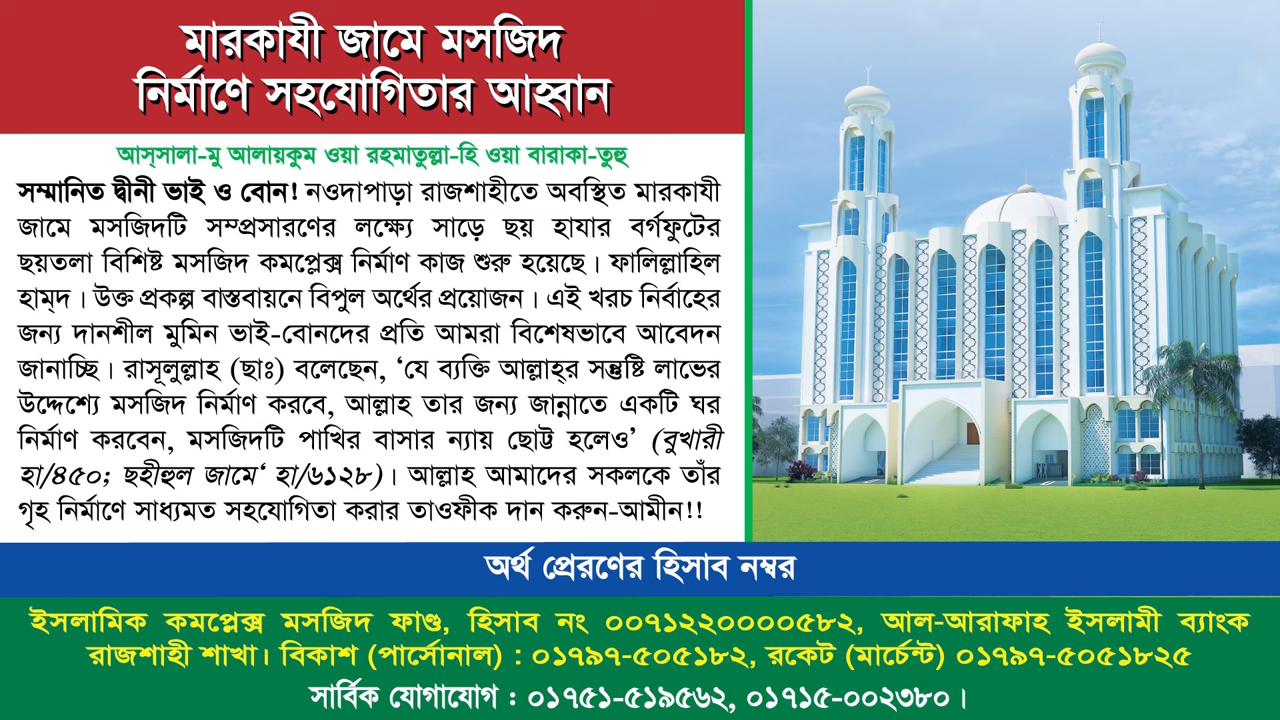 মারকাযী জামে মসজিদ
নির্মাণে সহযোগিতার আহ্বান
আস্সালা-মু আলায়কুম ওয়া রহমাতুল্লা-হি ওয়া বারাকা-তুহু
সম্মানিত দ্বীনী ভাই ও বোন! নওদাপাড়া রাজশাহীতে অবস্থিত মারকাযী
জামে মসজিদটি সম্প্রসারণের লক্ষ্যে সাড়ে ছয় হাযার বর্গফুটের
ছয়তলা বিশিষ্ট মসজিদ কমপ্লেক্স নির্মাণ কাজ শুরু হয়েছে। ফালিল্লাহিল
হাম্দ। উক্ত প্রকল্প বাস্তবায়নে বিপুল অর্থের প্রয়োজন। এই খরচ নির্বাহের
জন্য দানশীল মুমিন ভাই-বোনদের প্রতি আমরা বিশেষভাবে আবেদন
জানাচ্ছি। রাসূলুল্লাহ (ছাঃ) বলেছেন, ‘যে ব্যক্তি আল্লাহ্‌র সন্তুষ্টি লাভের
উদ্দেশ্যে মসজিদ নির্মাণ করবে, আল্লাহ তার জন্য জান্নাতে একটি ঘর
নির্মাণ করবেন, মসজিদটি পাখির বাসার ন্যায় ছোট্ট হলেও’ (বুখারী
হা/৪৫০; ছহীহুল জামে‘ হা/৬১২৮)। আল্লাহ আমাদের সকলকে তাঁর
গৃহ নির্মাণে সাধ্যমত সহযোগিতা করার তাওফীক দান করুন-আমীন!!
অর্থ প্রেরণের হিসাব নম্বর
ইসলামিক কমপ্লেক্স মসজিদ ফাণ্ড, হিসাব নং ০০৭১২২০০০০৫৮২, আল-আরাফাহ ইসলামী ব্যাংক
রাজশাহী শাখা। বিকাশ (পার্সোনাল) : ০১৭৯৭-৫০৫১৮২, রকেট (মার্চেন্ট) ০১৭৯৭-৫০৫১৮২৫
সার্বিক যোগাযোগ : ০১৭৫১-৫১৯৫৬২, ০১৭১৫-০০২৩৮০।